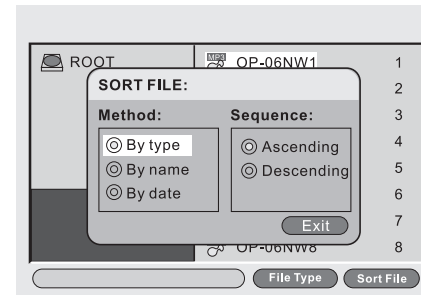 ROOT
MP3 OP-06NW1 1
SORT FILE:
2
Method: Sequence:
3
By type Ascending
4
By name Descending
5
By date
6
Exit
7
OP-06NW8 8
File Type Sort File